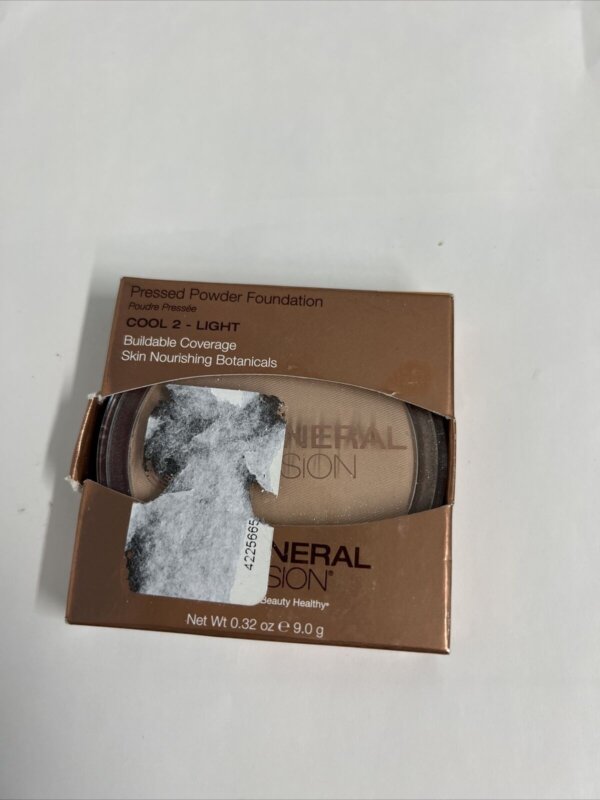 Pressed Powder Foundation
Poudre Pressée
COOL 2 - LIGHT
Buildable Coverage
Skin Nourishing Botanicals
NERAL
SION
4225665
NERAL
SION®
Beauty Healthy
Net Wt 0.32 oz ℮ 9.0 g